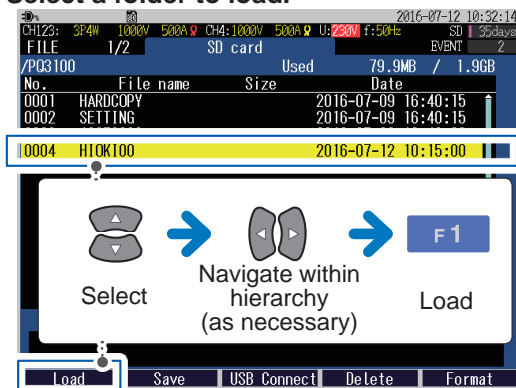 Select a folder to load.
2016-07-12 10:32:14
CH123: 3P4W 1000V 500A CH4:1000V 500A U:230V f:50Hz SD 35days
FILE 1/2 SD card EVENT 2
/PQ3100 Used 79.9MB / 1.9GB
No. File name Size Date
0001 HARDCOPY 2016-07-09 16:40:15
0002 SETTING 2016-07-09 16:40:15
0004 HIOKI00 2016-07-12 10:15:00
F1
Select
Navigate within
hierarchy
(as necessary)
Load
Load Save USB Connect Delete Format